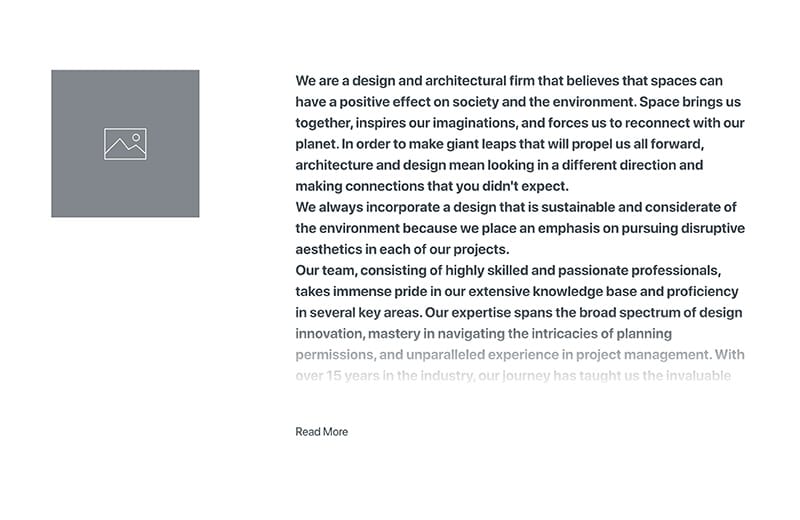 We are a design and architectural firm that believes that spaces can
have a positive effect on society and the environment. Space brings us
together, inspires our imaginations, and forces us to reconnect with our
planet. In order to make giant leaps that will propel us all forward,
architecture and design mean looking in a different direction and
making connections that you didn't expect.
We always incorporate a design that is sustainable and considerate of
the environment because we place an emphasis on pursuing disruptive
aesthetics in each of our projects.
Our team, consisting of highly skilled and passionate professionals,
takes immense pride in our extensive knowledge base and proficiency
in several key areas. Our expertise spans the broad spectrum of design
innovation, mastery in navigating the intricacies of planning
permissions, and unparalleled experience in project management. With
over 15 years in the industry, our journey has taught us the invaluable
Read More